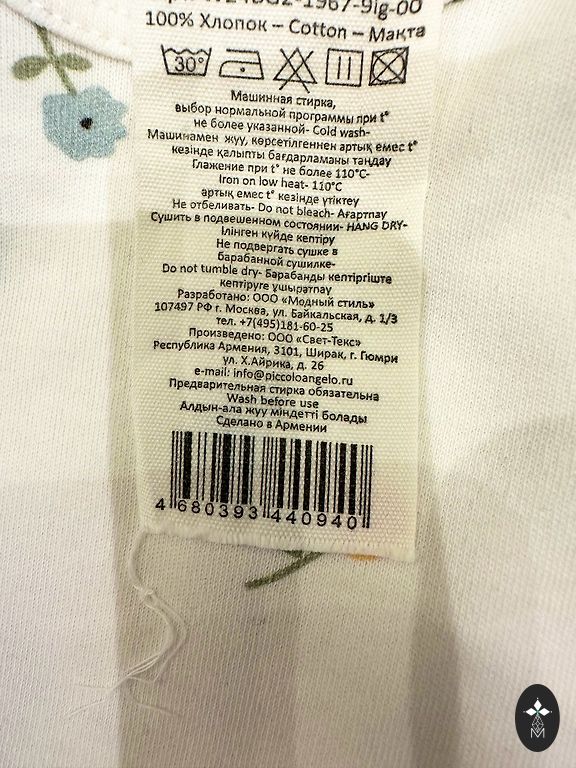 1967-9ig-00
100% Хлопок – Cotton – Мақта
30°
Машинная стирка,
выбор нормальной программы при t°
не более указанной- Cold wash-
Машинамен жуу, көрсетілгеннен артық емес t°
кезінде қалыпты бағдарламаны таңдау
Глажение при t° не более 110°C-
Iron on low heat- 110°C
артық емес t° кезінде үтіктеу
Не отбеливать- Do not bleach- Ағартпау
Сушить в подвешенном состоянии- HANG DRY-
Ілінген күйде кептіру
Не подвергать сушке в
барабанной сушилке-
Do not tumble dry- Барабанды кептіргіште
кептіруге ұшыратпау
Разработано: ООО «Модный стиль»
107497 РФ г. Москва, ул. Байкальская, д. 1/3
тел. +7(495)181-60-25
Произведено: ООО «Свет-Текс»
Республика Армения, 3101, Ширак, г. Гюмри
ул. Х.Айрика, д. 26
e-mail: info@piccoloangelo.ru
Предварительная стирка обязательна
Wash before use
Алдын-ала жуу міндетті болады
Сделано в Армении
4 680393 440940
M